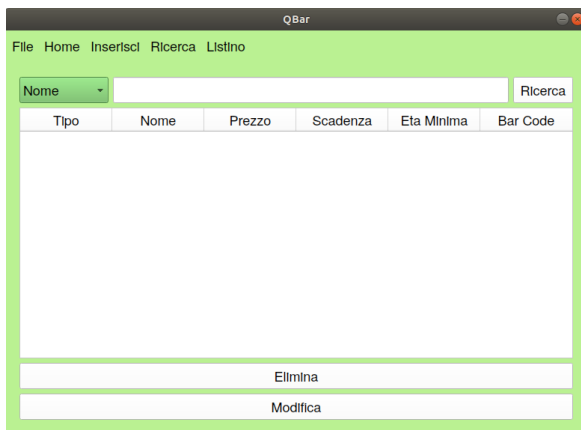 QBar
File Home Inserisci Ricerca Listino
Nome Ricerca
Tipo Nome Prezzo Scadenza Eta Minima Bar Code
Elimina
Modifica